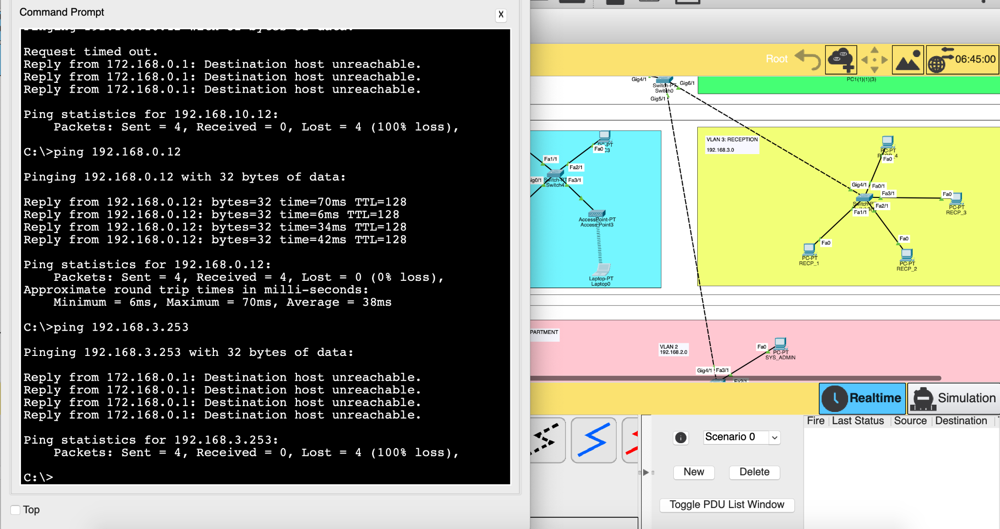 Command Prompt
X
Pinging 192.168.10.12 with 32 bytes of data:
Request timed out.
Reply from 172.168.0.1: Destination host unreachable.
Reply from 172.168.0.1: Destination host unreachable.
Reply from 172.168.0.1: Destination host unreachable.
Ping statistics for 192.168.10.12:
Packets: Sent = 4, Received = 0, Lost = 4 (100% loss),
C:\>ping 192.168.0.12
Pinging 192.168.0.12 with 32 bytes of data:
Reply from 192.168.0.12: bytes=32 time=70ms TTL=128
Reply from 192.168.0.12: bytes=32 time=6ms TTL=128
Reply from 192.168.0.12: bytes=32 time=34ms TTL=128
Reply from 192.168.0.12: bytes=32 time=42ms TTL=128
Ping statistics for 192.168.0.12:
Packets: Sent = 4, Received = 4, Lost = 0 (0% loss),
Approximate round trip times in milli-seconds:
Minimum = 6ms, Maximum = 70ms, Average = 38ms
C:\>ping 192.168.3.253
Pinging 192.168.3.253 with 32 bytes of data:
Reply from 172.168.0.1: Destination host unreachable.
Reply from 172.168.0.1: Destination host unreachable.
Reply from 172.168.0.1: Destination host unreachable.
Reply from 172.168.0.1: Destination host unreachable.
Ping statistics for 192.168.3.253:
Packets: Sent = 4, Received = 0, Lost = 4 (100% loss),
C:\>
Top
Root
06:45:00
PC1(1)(1)(3)
Gig4/1
Switch-PT
Switch0
Gig6/1
Gig5/1
PC-PT
Fa0
Fa1/1
Fa2/1
Switch-PT
Switch4
Fa3/1
AccessPoint-PT
Access Point3
Laptop-PT
Laptop0
VLAN 3: RECEPTION
192.168.3.0
PC-PT
Fa0
Gig4/1
Fa0/1
Fa3/1
Fa2/1
Fa1/1
Fa0
PC-PT
RECP_3
Fa0
PC-PT
RECP_1
Fa0
PC-PT
RECP_2
PARTMENT
VLAN 2
192.168.2.0
Fa0
PC-PT
SYS_ADMIN
Gig4/1
Fa3/1
Fa2/1
Realtime
Simulation
Fire
Last Status
Source
Destination
Scenario 0
New
Delete
Toggle PDU List Window